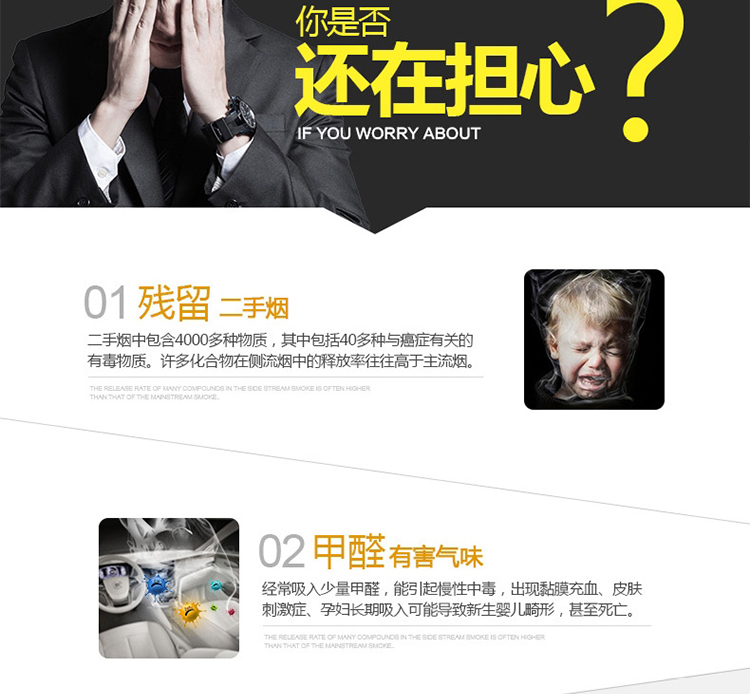 你是否
还在担心?
IF YOU WORRY ABOUT
01 残留 二手烟
二手烟中包含4000多种物质，其中包括40多种与癌症有关的
有毒物质。许多化合物在侧流烟中的释放率往往高于主流烟。
THE RELEASE RATE OF MANY COMPOUNDS IN THE SIDE STREAM SMOKE IS OFTEN HIGHER
THAN THAT OF THE MAINSTREAM SMOKE..
02 甲醛 有害气味
经常吸入少量甲醛，能引起慢性中毒，出现黏膜充血、皮肤
刺激症、孕妇长期吸入可能导致新生婴儿畸形，甚至死亡。
THE RELEASE RATE OF MANY COMPOUNDS IN THE SIDE STREAM SMOKE IS OFTEN HIGHER
THAN THAT OF THE MAINSTREAM SMOKE..